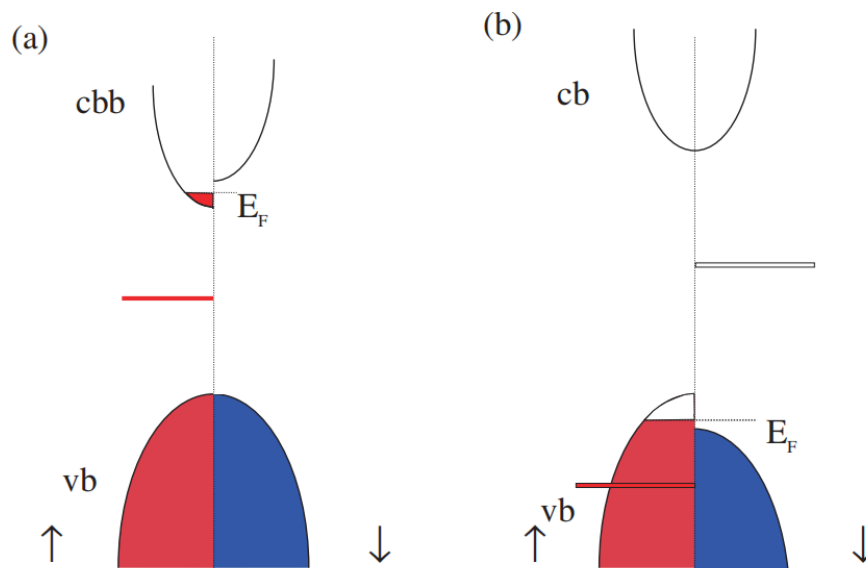 (a)
cbb
E_F
vb
↑ ↓
(b)
cb
E_F
vb
↑ ↓